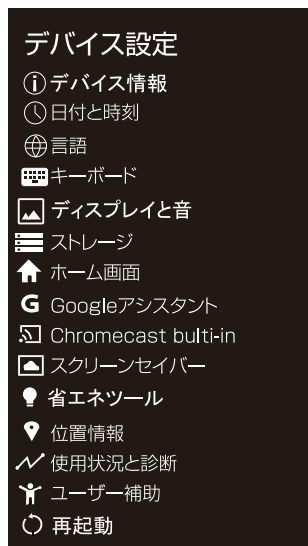 デバイス設定
デバイス情報
日付と時刻
言語
キーボード
ディスプレイと音
ストレージ
ホーム画面
G Googleアシスタント
Chromecast bulti-in
スクリーンセイバー
省エネツール
位置情報
使用状況と診断
ユーザー補助
再起動